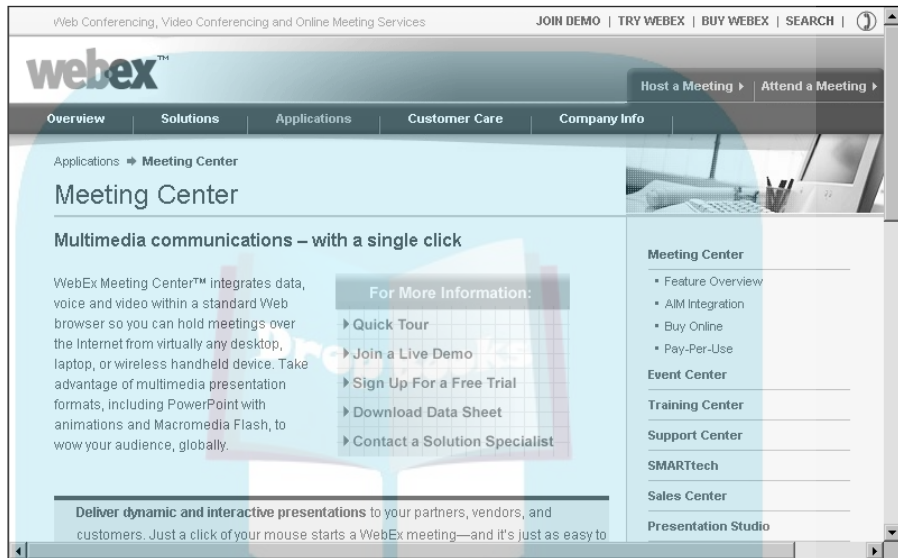 Web Conferencing, Video Conferencing and Online Meeting Services
JOIN DEMO | TRY WEBEX | BUY WEBEX | SEARCH |
webex™
Host a Meeting
Attend a Meeting
Overview
Solutions
Applications
Customer Care
Company Info
Applications ➔ Meeting Center
Meeting Center
Multimedia communications – with a single click
WebEx Meeting Center™ integrates data,
voice and video within a standard Web
browser so you can hold meetings over
the Internet from virtually any desktop,
laptop, or wireless handheld device. Take
advantage of multimedia presentation
formats, including PowerPoint with
animations and Macromedia Flash, to
wow your audience, globally.
For More Information:
Quick Tour
Join a Live Demo
Sign Up For a Free Trial
Download Data Sheet
Contact a Solution Specialist
Drop Books
Deliver dynamic and interactive presentations to your partners, vendors, and
customers. Just a click of your mouse starts a WebEx meeting—and it's just as easy to
Meeting Center
▪ Feature Overview
▪ AIM Integration
▪ Buy Online
▪ Pay-Per-Use
Event Center
Training Center
Support Center
SMARTtech
Sales Center
Presentation Studio